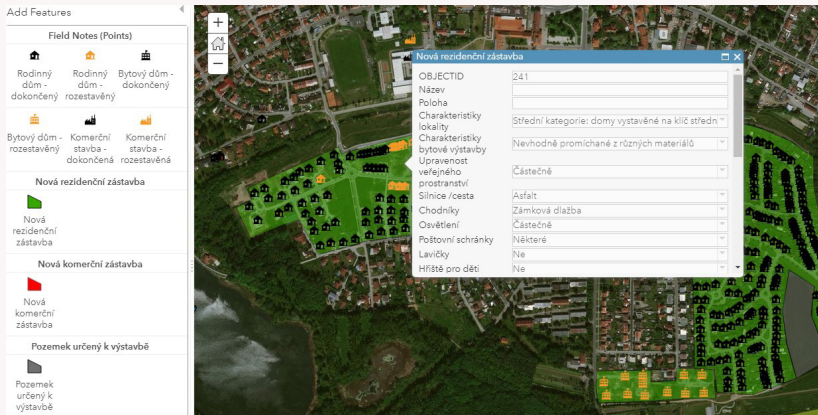 Add Features
Field Notes (Points)
Rodinný dům - dokončený
Rodinný dům - rozestavěný
Bytový dům - dokončený
Bytový dům - rozestavěný
Komerční stavba - dokončená
Komerční stavba - rozestavěná
Nová rezidenční zástavba
Nová rezidenční zástavba
Nová komerční zástavba
Nová komerční zástavba
Pozemek určený k výstavbě
Pozemek určený k výstavbě
+
−
Nová rezidenční zástavba
OBJECTID 241
Název
Poloha
Charakteristiky lokality Střední kategorie: domy vystavěné na klíč středn
Charakteristiky bytové výstavby Nevhodně promíchané z různých materiálů
Upravenost veřejného prostranství Částečně
Silnice /cesta Asfalt
Chodníky Zámková dlažba
Osvětlení Částečně
Poštovní schránky Některé
Lavičky Ne
Hřiště pro děti Ne